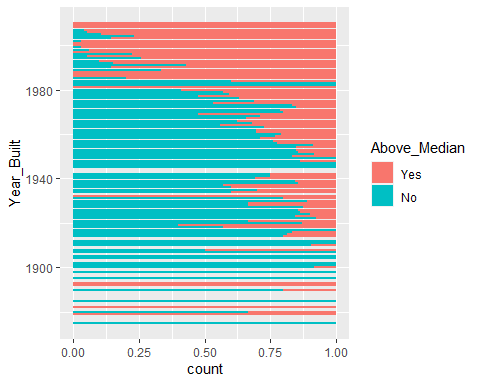 1980
1940
1900
Year_Built
0.00 0.25 0.50 0.75 1.00
count
Above_Median
Yes
No